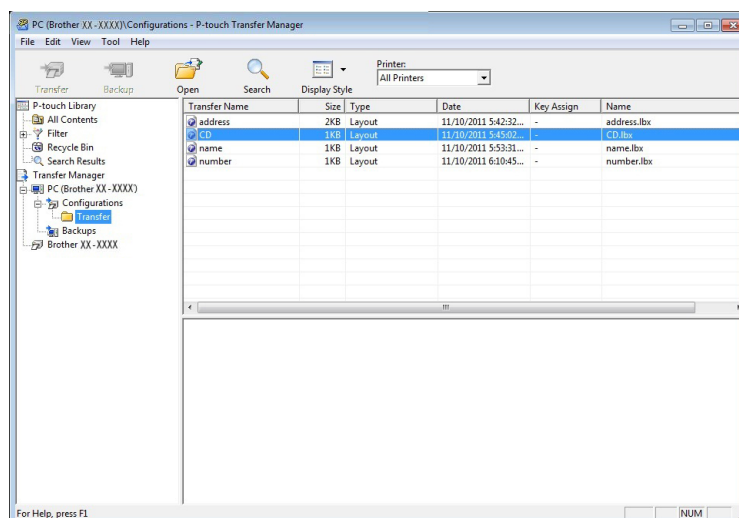 PC (Brother XX-XXXX)\Configurations - P-touch Transfer Manager
File Edit View Tool Help
Transfer Backup Open Search Display Style Printer: All Printers
P-touch Library
All Contents
Filter
Recycle Bin
Search Results
Transfer Manager
PC (Brother XX-XXXX)
Configurations
Transfer
Backups
Brother XX-XXXX
Transfer Name Size Type Date Key Assign Name
address 2KB Layout 11/10/2011 5:42:32... - address.lbx
CD 1KB Layout 11/10/2011 5:45:02... - CD.lbx
name 1KB Layout 11/10/2011 5:53:31... - name.lbx
number 1KB Layout 11/10/2011 6:10:45... - number.lbx
For Help, press F1 NUM